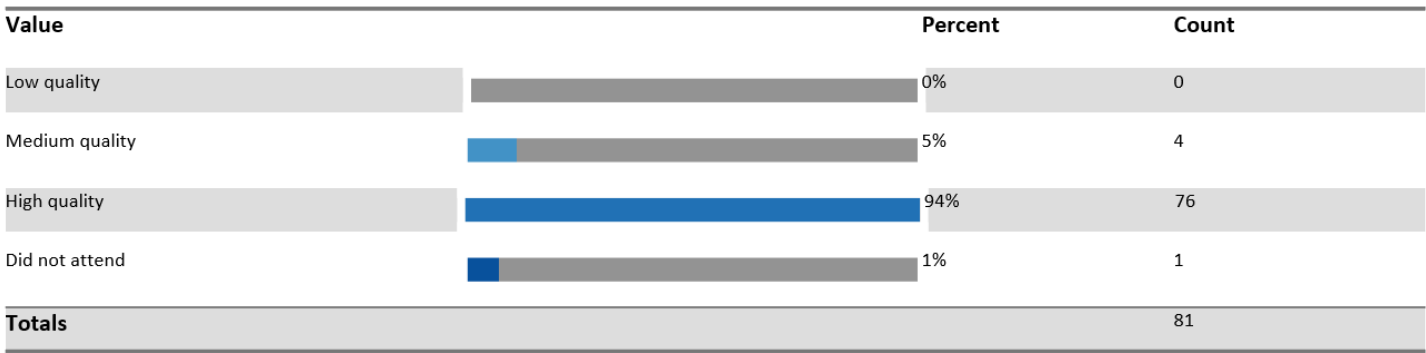 Value Percent Count
Low quality 0% 0
Medium quality 5% 4
High quality 94% 76
Did not attend 1% 1
Totals 81